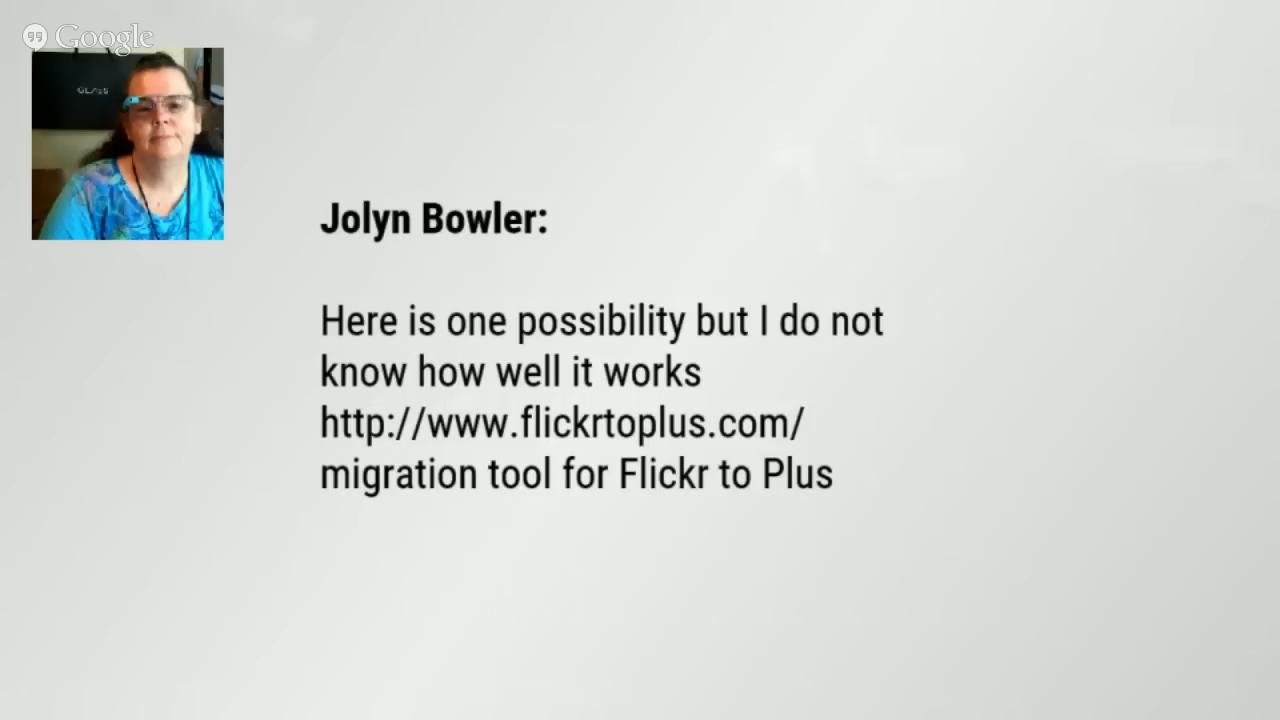 Google
GLASS
Jolyn Bowler:
Here is one possibility but I do not
know how well it works
http://www.flickrtoplus.com/
migration tool for Flickr to Plus